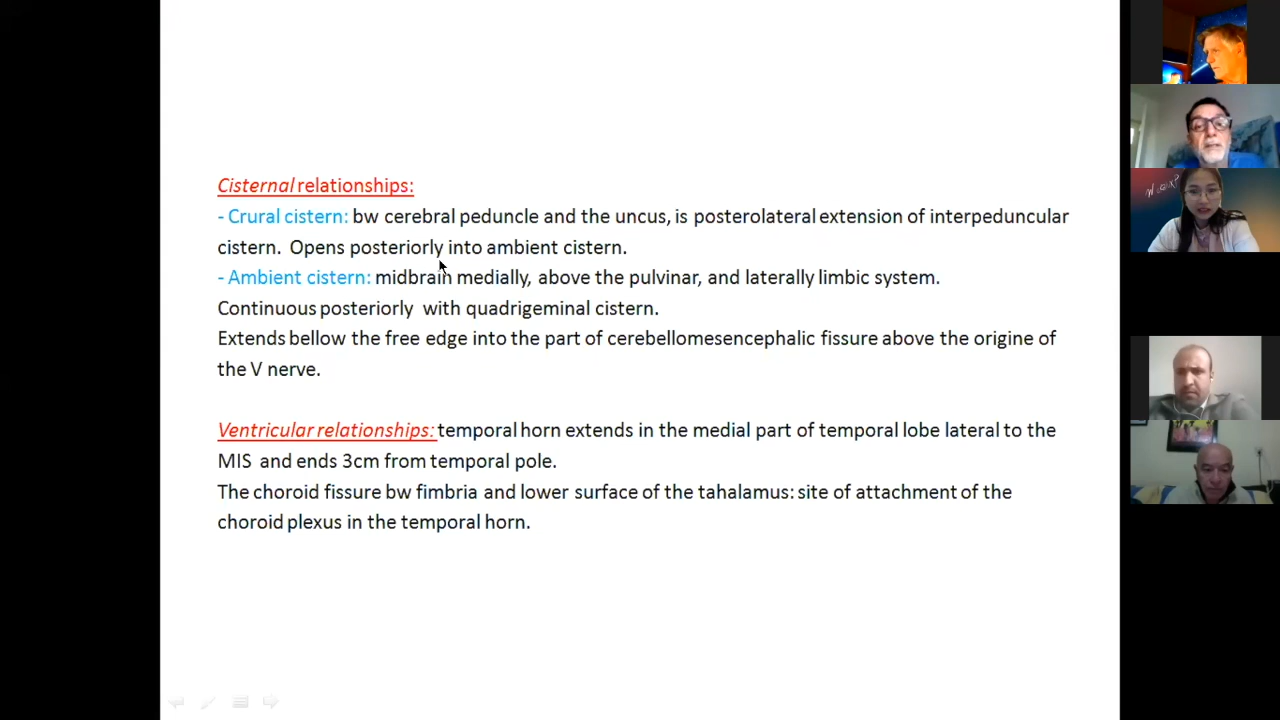 Cisternal relationships:
- Crural cistern: bw cerebral peduncle and the uncus, is posterolateral extension of interpeduncular
cistern. Opens posteriorly into ambient cistern.
- Ambient cistern: midbrain medially, above the pulvinar, and laterally limbic system.
Continuous posteriorly with quadrigeminal cistern.
Extends bellow the free edge into the part of cerebellomesencephalic fissure above the origine of
the V nerve.
Ventricular relationships: temporal horn extends in the medial part of temporal lobe lateral to the
MIS and ends 3cm from temporal pole.
The choroid fissure bw fimbria and lower surface of the tahalamus: site of attachment of the
choroid plexus in the temporal horn.